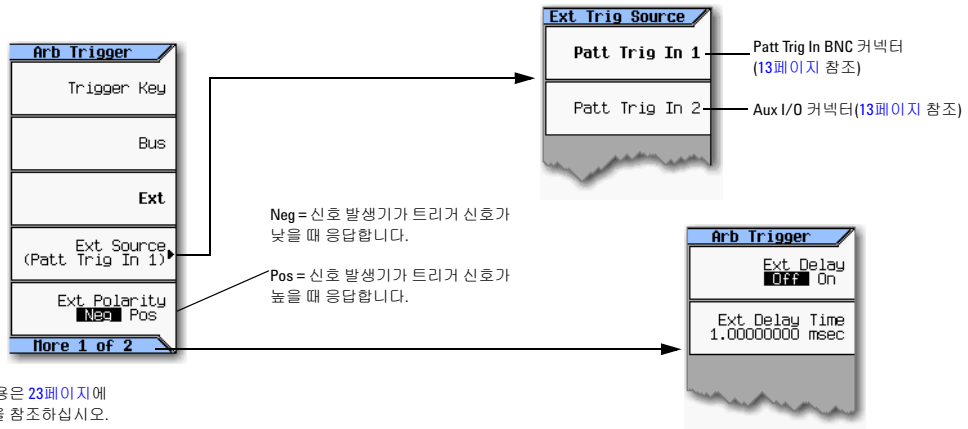 Ext Trig Source
Patt Trig In 1
Patt Trig In 2
Patt Trig In BNC 커넥터
(13페이지 참조)
Aux I/O 커넥터(13페이지 참조)
Arb Trigger
Trigger Key
Bus
Ext
Ext Source
(Patt Trig In 1)
Ext Polarity
Neg Pos
More 1 of 2
Neg = 신호 발생기가 트리거 신호가
낮을 때 응답합니다.
Pos = 신호 발생기가 트리거 신호가
높을 때 응답합니다.
Arb Trigger
Ext Delay
Off On
Ext Delay Time
1.00000000 msec
용은 23페이지에
을 참조하십시오.